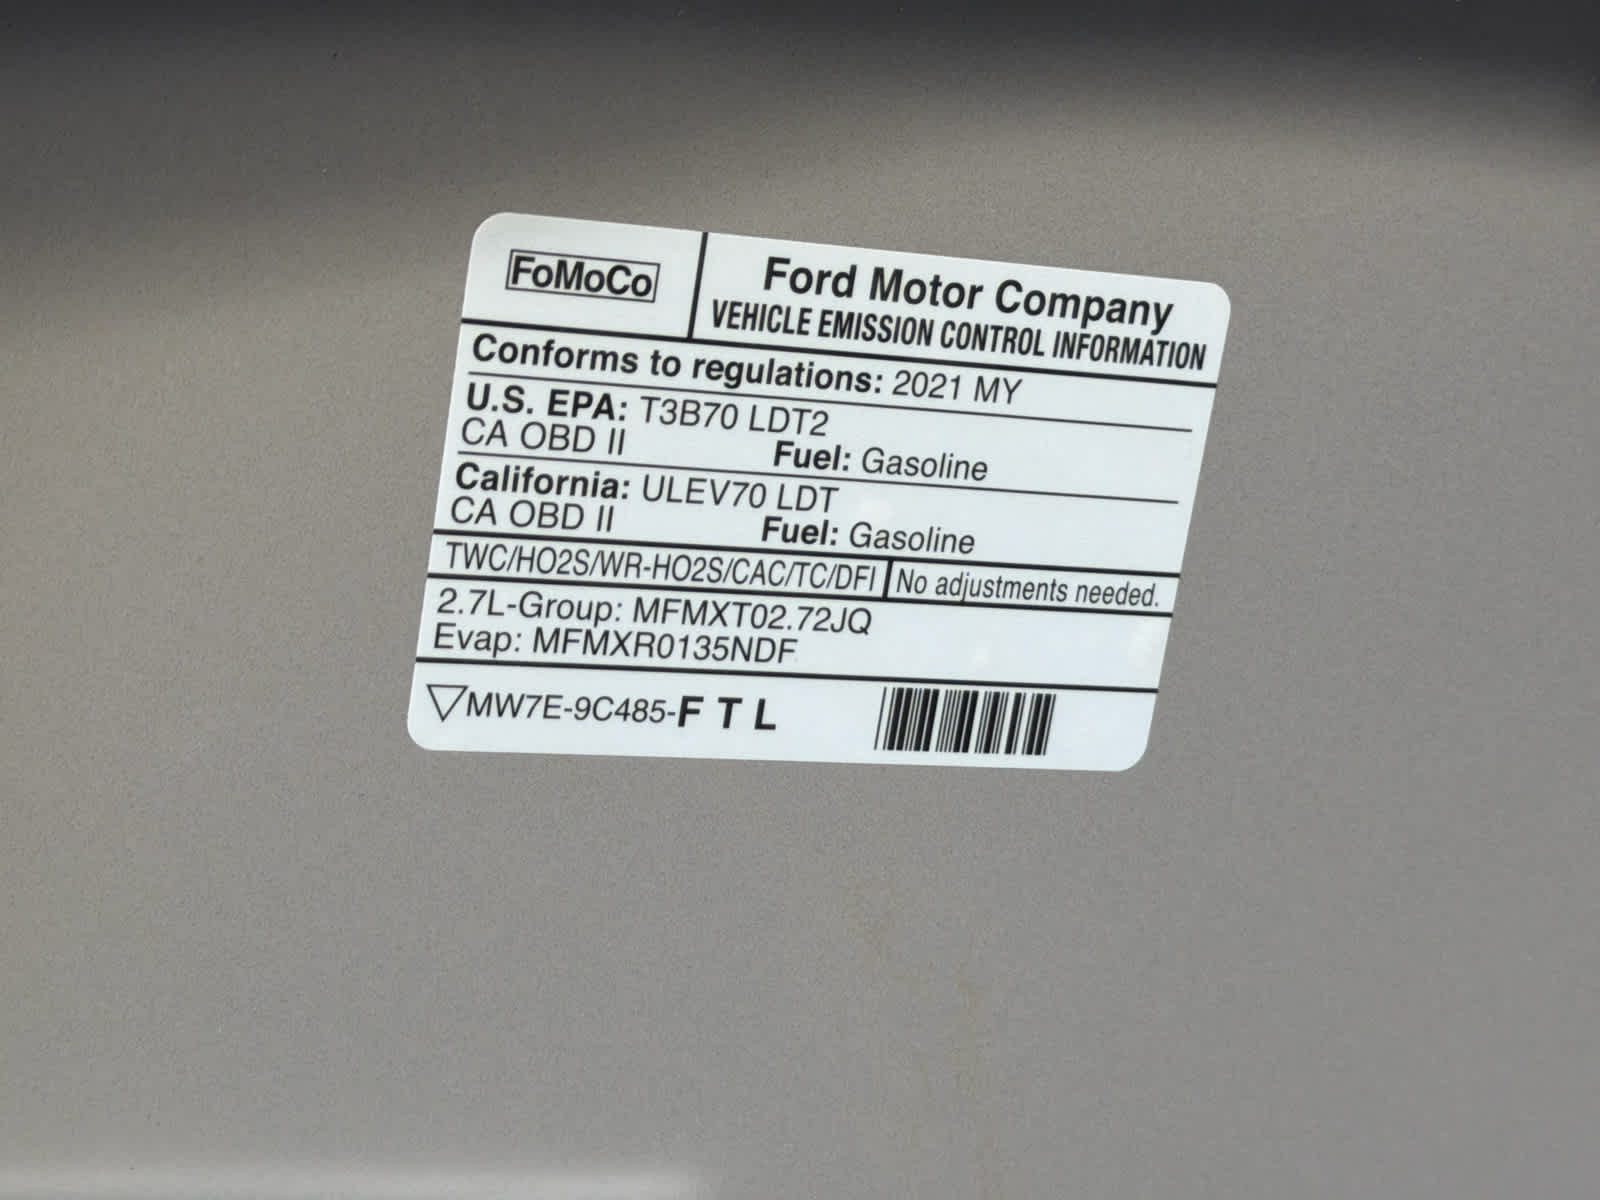 FoMoCo
Ford Motor Company
VEHICLE EMISSION CONTROL INFORMATION
Conforms to regulations: 2021 MY
U.S. EPA: T3B70 LDT2
CA OBD II Fuel: Gasoline
California: ULEV70 LDT
CA OBD II Fuel: Gasoline
TWC/HO2S/WR-HO2S/CAC/TC/DFI No adjustments needed.
2.7L-Group: MFMXT02.72JQ
Evap: MFMXR0135NDF
MW7E-9C485-F T L